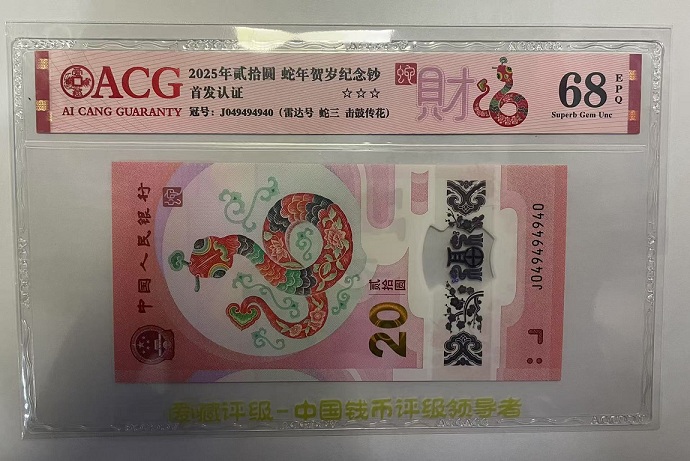 ACG
AI CANG GUARANTY
2025年贰拾圆 蛇年贺岁纪念钞
首发认证 ☆☆☆
冠号：J049494940（雷达号 蛇三 击鼓传花）
財
68
EPQ
Superb Gem Unc
中国人民银行
贰拾圆
20
J049494940
评级-中国钱币评级领导者